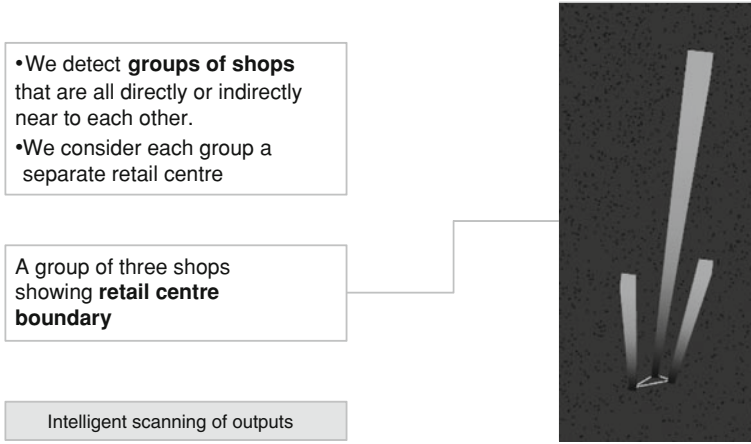 •We detect groups of shops
that are all directly or indirectly
near to each other.
•We consider each group a
separate retail centre
A group of three shops
showing retail centre
boundary
Intelligent scanning of outputs